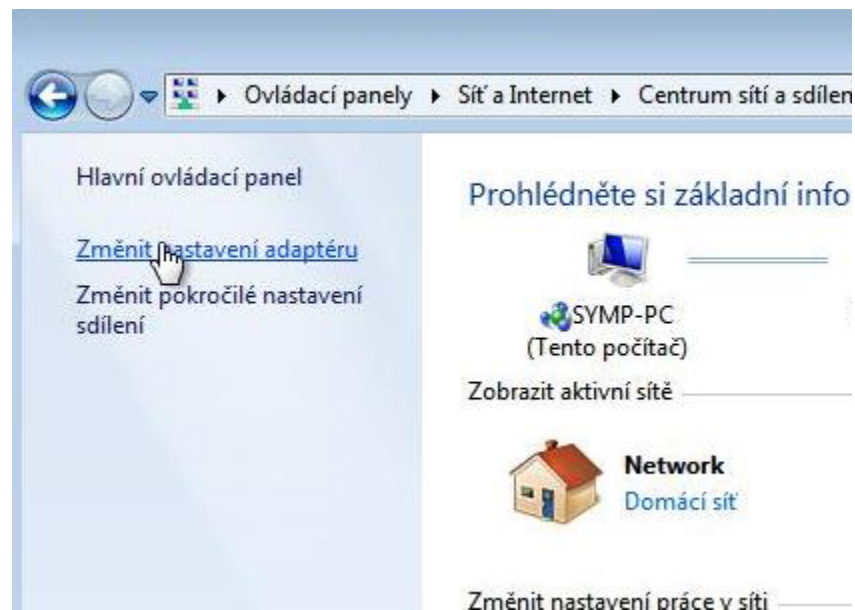 Ovládací panely ▸ Síť a Internet ▸ Centrum sítí a sdílen
Hlavní ovládací panel
Změnit nastavení adaptéru
Změnit pokročilé nastavení
sdílení
Prohlédněte si základní info
SYMP-PC
(Tento počítač)
Zobrazit aktivní sítě
Network
Domácí síť
Změnit nastavení práce v síti